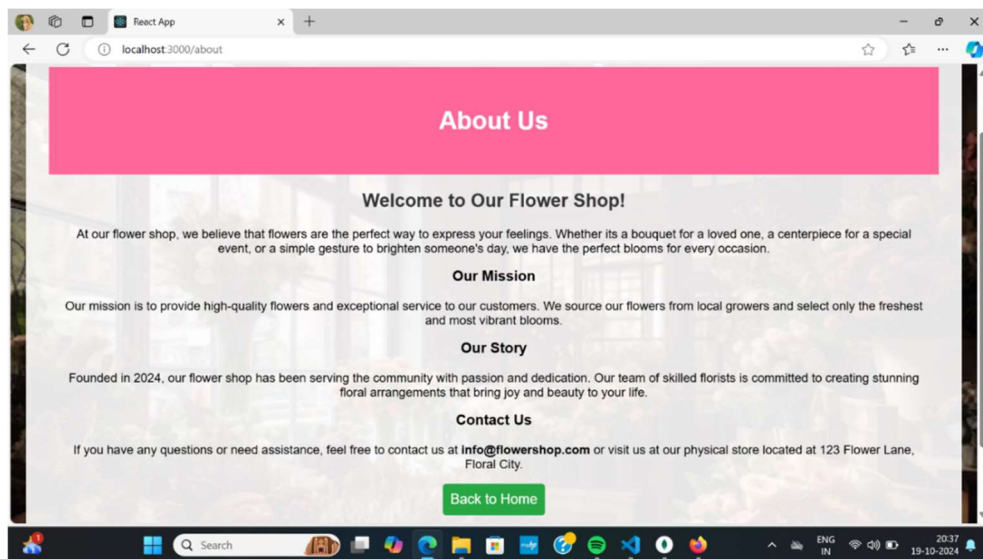 React App
localhost:3000/about
About Us
Welcome to Our Flower Shop!
At our flower shop, we believe that flowers are the perfect way to express your feelings. Whether its a bouquet for a loved one, a centerpiece for a special
event, or a simple gesture to brighten someone's day, we have the perfect blooms for every occasion.
Our Mission
Our mission is to provide high-quality flowers and exceptional service to our customers. We source our flowers from local growers and select only the freshest
and most vibrant blooms.
Our Story
Founded in 2024, our flower shop has been serving the community with passion and dedication. Our team of skilled florists is committed to creating stunning
floral arrangements that bring joy and beauty to your life.
Contact Us
If you have any questions or need assistance, feel free to contact us at info@flowershop.com or visit us at our physical store located at 123 Flower Lane,
Floral City.
Back to Home
Search
ENG
IN
20:37
19-10-2024